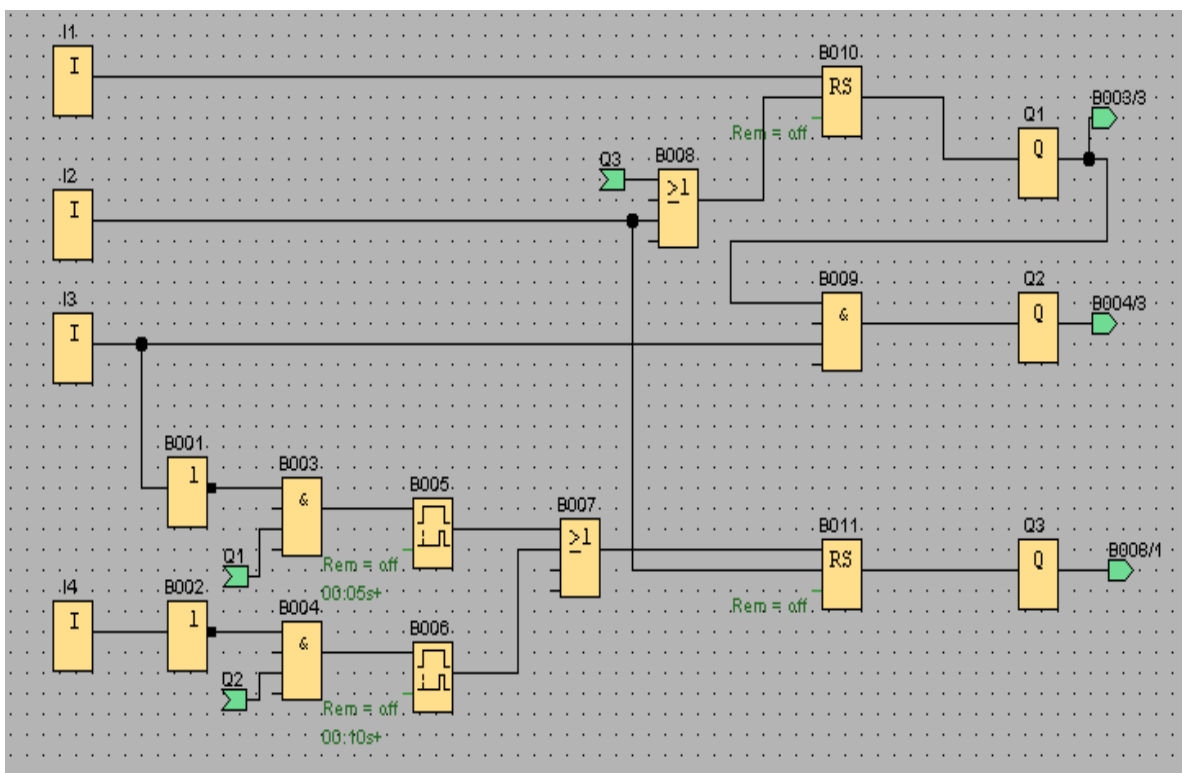 I1
I
B010
RS
Rem = off
Q1
Q
B003/3
I2
I
Q3
B008
≥1
I3
I
B009
&
Q2
Q
B004/3
B001
1
B003
&
B005
Q1
Rem = off
00:05s+
B007
≥1
B011
RS
Rem = off
Q3
Q
B008/1
I4
I
B002
1
B004
&
B006
Q2
Rem = off
00:10s+